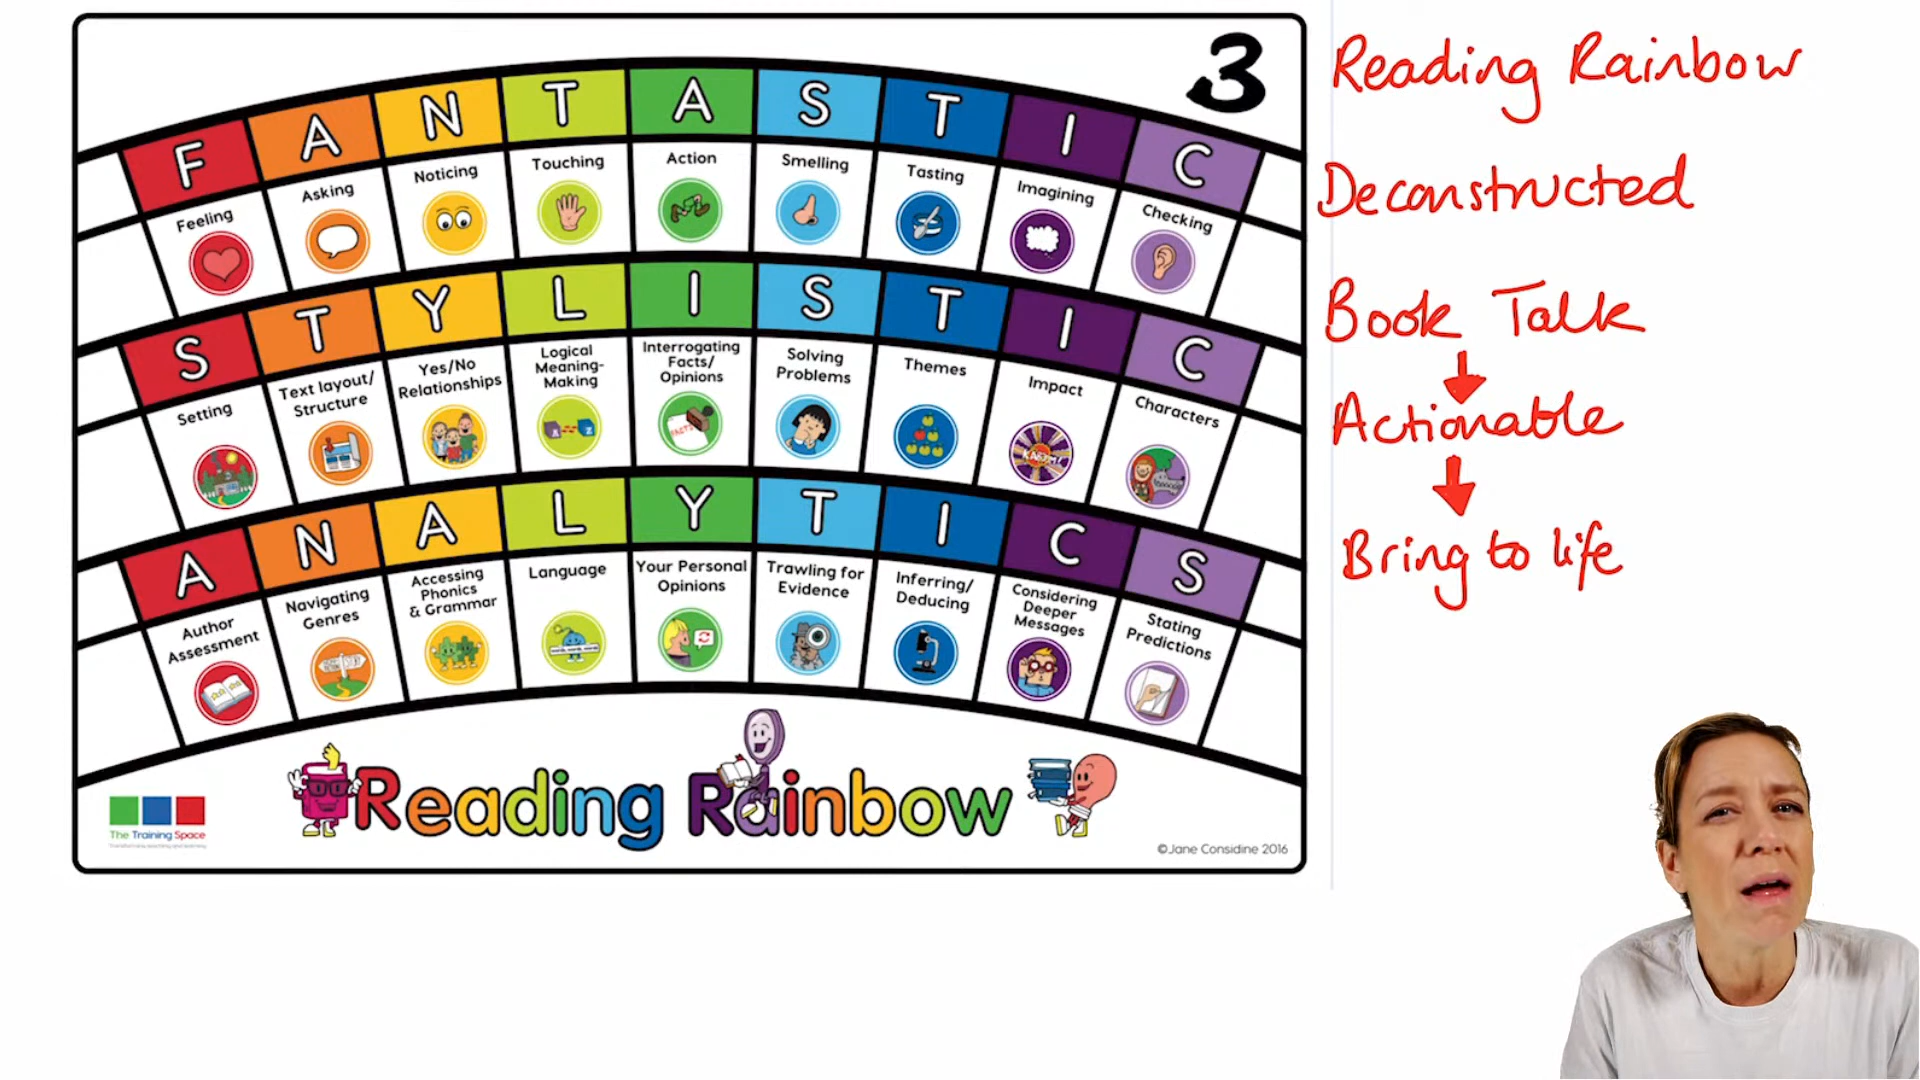 3
F A N T A S T I C
Feeling
Asking
Noticing
Touching
Action
Smelling
Tasting
Imagining
Checking
S T Y L I S T I C
Setting
Text layout/
Structure
Yes/No
Relationships
Logical
Meaning-
Making
Interrogating
Facts/
Opinions
FACTS
Solving
Problems
Themes
Impact
Characters
A N A L Y T I C S
Author
Assessment
Navigating
Genres
Accessing
Phonics
& Grammar
Language
Your Personal
Opinions
Trawling for
Evidence
Inferring/
Deducing
Considering
Deeper
Messages
Stating
Predictions
Reading Rainbow
The Training Space
©Jane Considine 2016
Reading Rainbow
Deconstructed
Book Talk
Actionable
Bring to life